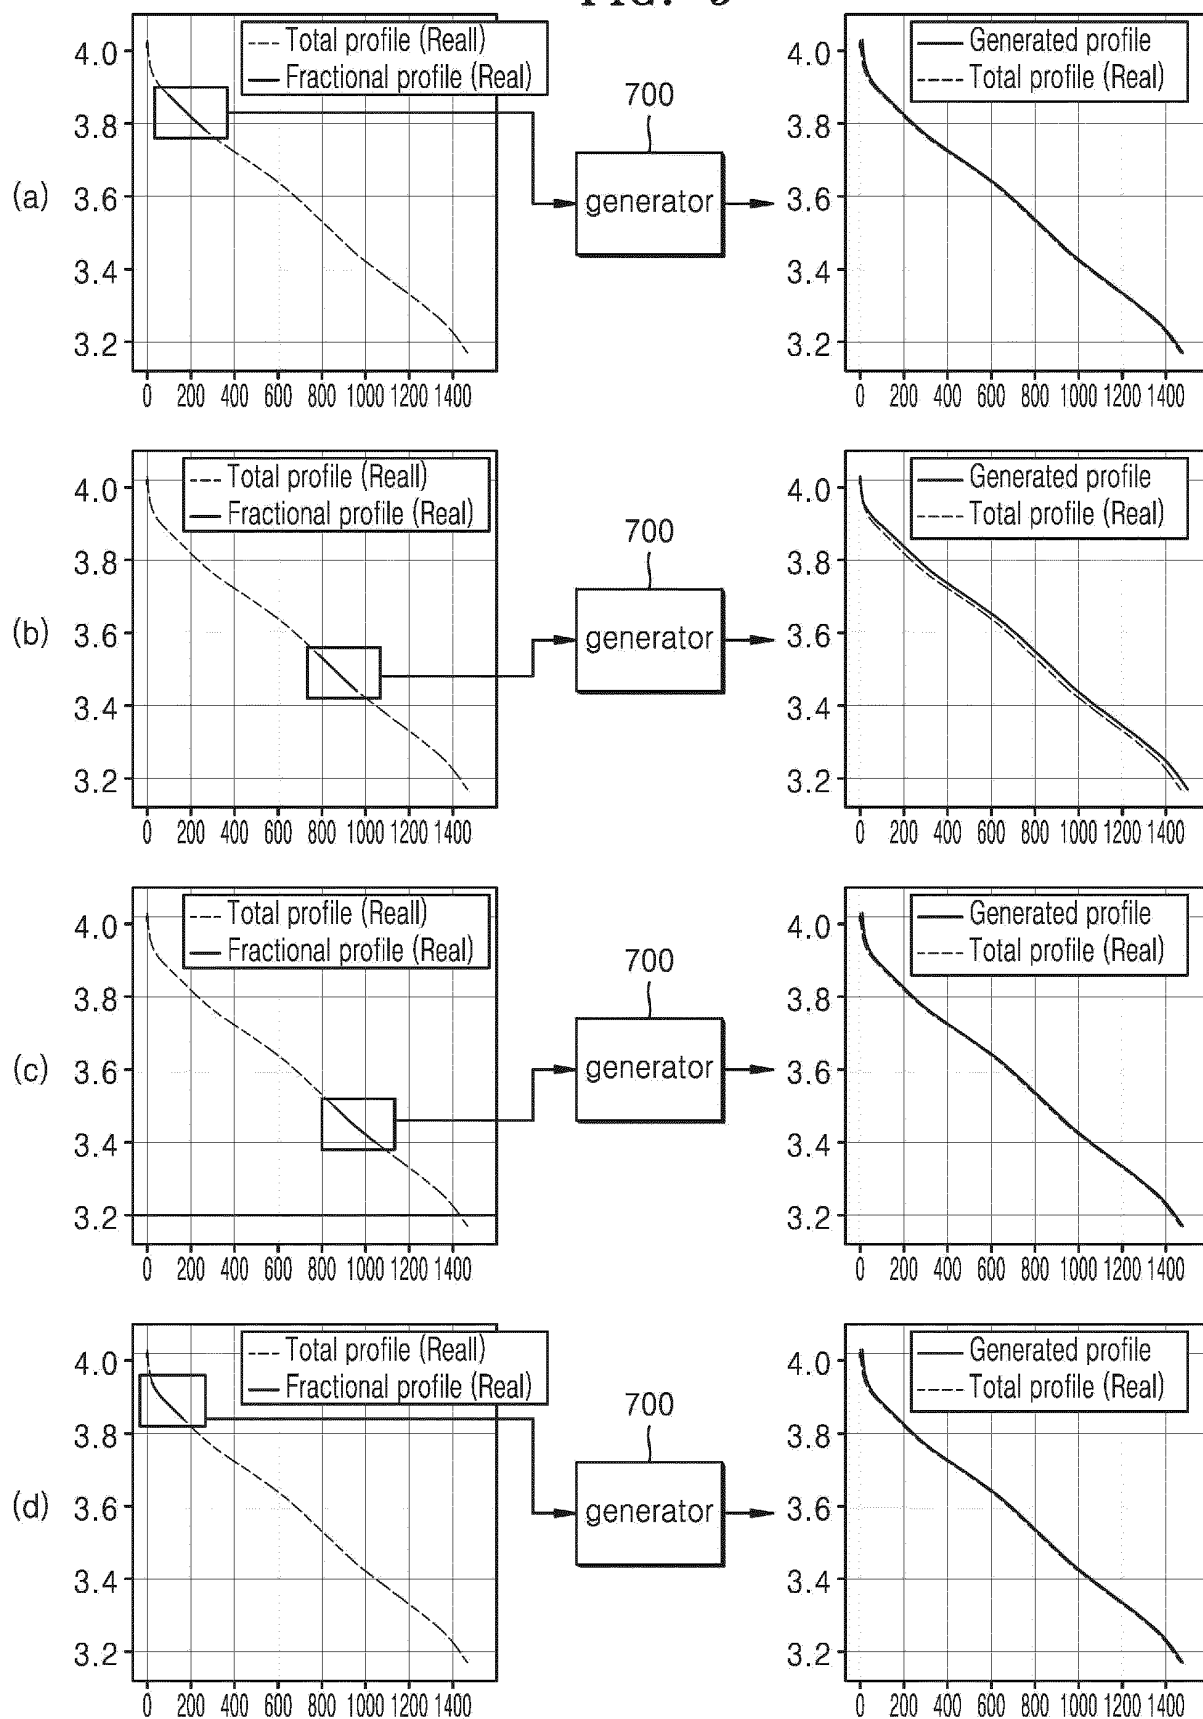 FIG.
Total profile (Reall)
Fractional profile (Real)
4.0
3.8
3.6
3.4
3.2
0 200 400 600 800 1000 1200 1400
(a)
700
generator
Generated profile
Total profile (Real)
4.0
3.8
3.6
3.4
3.2
0 200 400 600 800 1000 1200 1400
Total profile (Reall)
Fractional profile (Real)
4.0
3.8
3.6
3.4
3.2
0 200 400 600 800 1000 1200 1400
(b)
700
generator
Generated profile
Total profile (Real)
4.0
3.8
3.6
3.4
3.2
0 200 400 600 800 1000 1200 1400
Total profile (Reall)
Fractional profile (Real)
4.0
3.8
3.6
3.4
3.2
0 200 400 600 800 1000 1200 1400
(c)
700
generator
Generated profile
Total profile (Real)
4.0
3.8
3.6
3.4
3.2
0 200 400 600 800 1000 1200 1400
Total profile (Reall)
Fractional profile (Real)
4.0
3.8
3.6
3.4
3.2
0 200 400 600 800 1000 1200 1400
(d)
700
generator
Generated profile
Total profile (Real)
4.0
3.8
3.6
3.4
3.2
0 200 400 600 800 1000 1200 1400